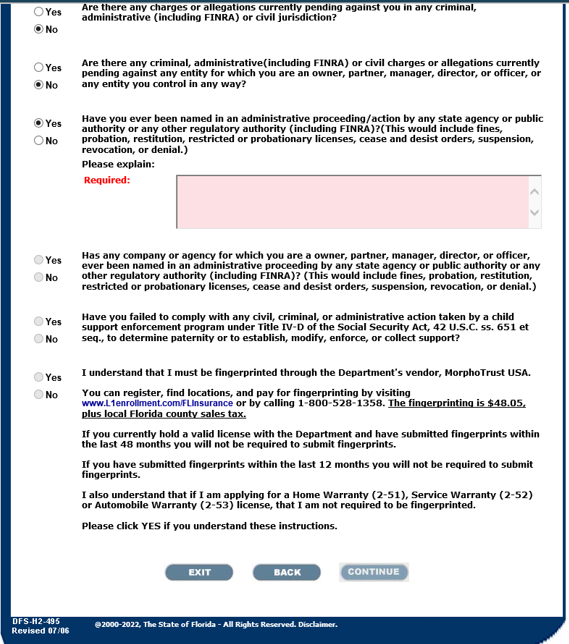 Yes
No
Are there any charges or allegations currently pending against you in any criminal,
administrative (including FINRA) or civil jurisdiction?
Yes
No
Are there any criminal, administrative(including FINRA) or civil charges or allegations currently
pending against any entity for which you are an owner, partner, manager, director, or officer, or
any entity you control in any way?
Yes
No
Have you ever been named in an administrative proceeding/action by any state agency or public
authority or any other regulatory authority (including FINRA)?(This would include fines,
probation, restitution, restricted or probationary licenses, cease and desist orders, suspension,
revocation, or denial.)
Please explain:
Required:
Yes
No
Has any company or agency for which you are a owner, partner, manager, director, or officer,
ever been named in an administrative proceeding by any state agency or public authority or any
other regulatory authority (including FINRA)? (This would include fines, probation, restitution,
restricted or probationary licenses, cease and desist orders, suspension, revocation, or denial.)
Yes
No
Have you failed to comply with any civil, criminal, or administrative action taken by a child
support enforcement program under Title IV-D of the Social Security Act, 42 U.S.C. ss. 651 et
seq., to determine paternity or to establish, modify, enforce, or collect support?
Yes
No
I understand that I must be fingerprinted through the Department's vendor, MorphoTrust USA.
You can register, find locations, and pay for fingerprinting by visiting
www.L1enrollment.com/FLInsurance or by calling 1-800-528-1358. The fingerprinting is $48.05,
plus local Florida county sales tax.
If you currently hold a valid license with the Department and have submitted fingerprints within
the last 48 months you will not be required to submit fingerprints.
If you have submitted fingerprints within the last 12 months you will not be required to submit
fingerprints.
I also understand that if I am applying for a Home Warranty (2-51), Service Warranty (2-52)
or Automobile Warranty (2-53) license, that I am not required to be fingerprinted.
Please click YES if you understand these instructions.
EXIT
BACK
CONTINUE
DFS-H2-495
Revised 07/06
@2000-2022, The State of Florida - All Rights Reserved. Disclaimer.